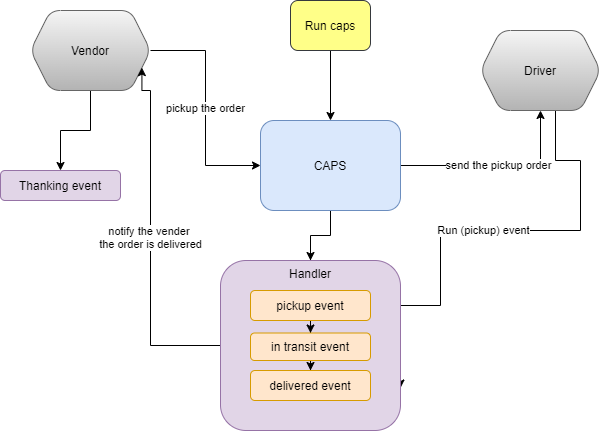 Run caps
Vendor
Driver
pickup the order
CAPS
send the pickup order
Thanking event
notify the vender
the order is delivered
Run (pickup) event
Handler
pickup event
in transit event
delivered event